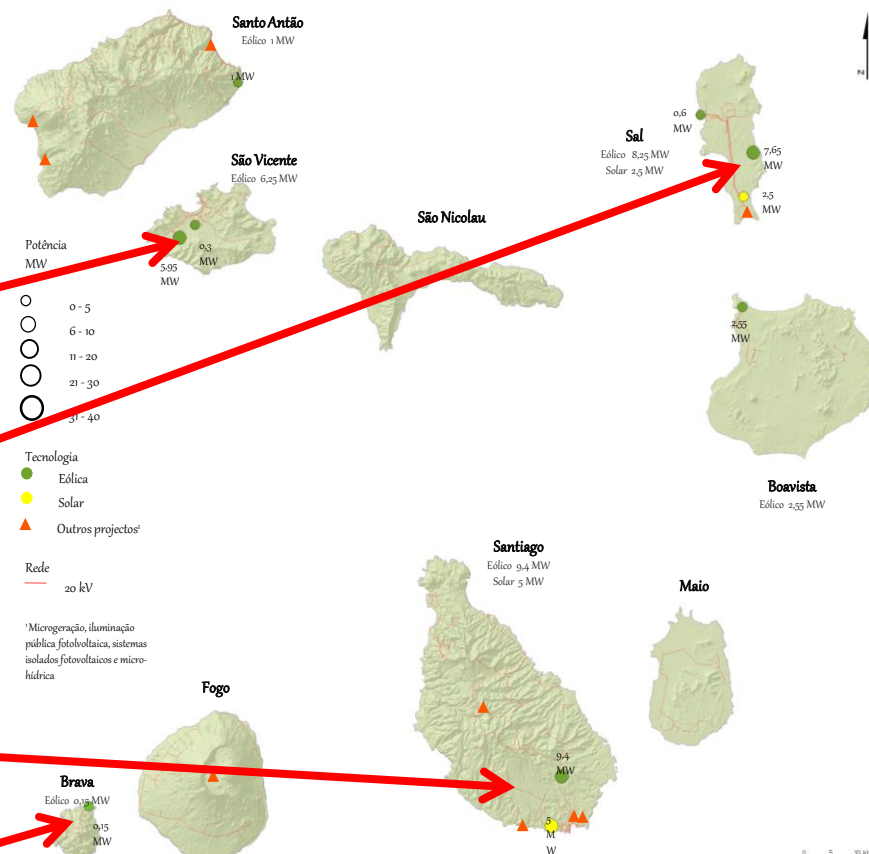 Santo Antão
Eólico 1 MW
1 MW
São Vicente
Eólico 6,25 MW
0,3
MW
5,95
MW
São Nicolau
Sal
Eólico 8,25 MW
Solar 2,5 MW
0,6
MW
7,65
MW
2,5
MW
N
2,55
MW
Boavista
Eólico 2,55 MW
Potência
MW
0 - 5
6 - 10
11 - 20
21 - 30
31 - 40
Tecnologia
Eólica
Solar
Outros projectos¹
Rede
20 kV
¹Microgeração, iluminação
pública fotolvoltaica, sistemas
isolados fotovoltaicos e micro-
hídrica
Santiago
Eólico 9,4 MW
Solar 5 MW
9,4
MW
5
M
W
Maio
Fogo
Brava
Eólico 0,15 MW
0,15
MW
0 5